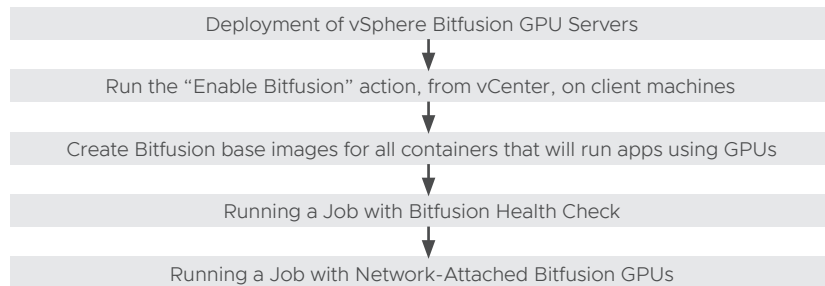 Deployment of vSphere Bitfusion GPU Servers
Run the “Enable Bitfusion” action, from vCenter, on client machines
Create Bitfusion base images for all containers that will run apps using GPUs
Running a Job with Bitfusion Health Check
Running a Job with Network-Attached Bitfusion GPUs